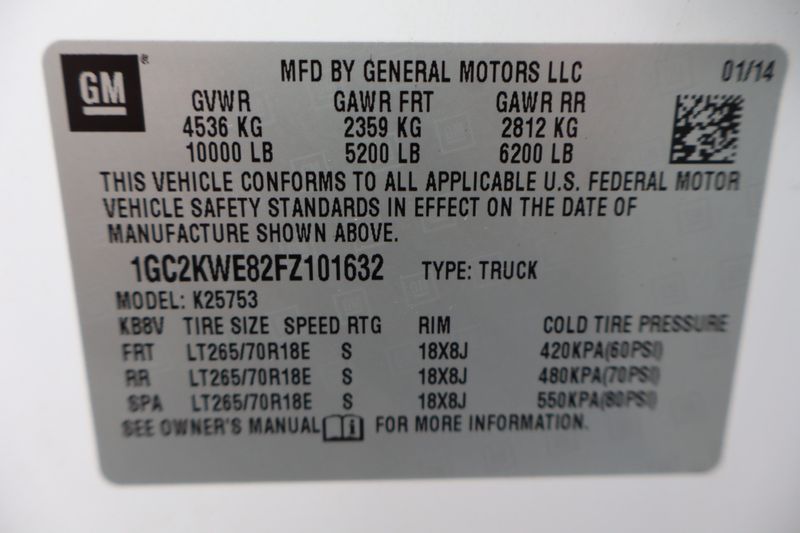 GM®
MFD BY GENERAL MOTORS LLC 01/14
GVWR GAWR FRT GAWR RR
4536 KG 2359 KG 2812 KG
10000 LB 5200 LB 6200 LB
THIS VEHICLE CONFORMS TO ALL APPLICABLE U.S. FEDERAL MOTOR
VEHICLE SAFETY STANDARDS IN EFFECT ON THE DATE OF
MANUFACTURE SHOWN ABOVE.
1GC2KWE82FZ101632 TYPE: TRUCK
MODEL: K25753
KB8V TIRE SIZE SPEED RTG RIM COLD TIRE PRESSURE
FRT LT265/70R18E S 18X8J 420KPA(60PSI)
RR LT265/70R18E S 18X8J 480KPA(70PSI)
SPA LT265/70R18E S 18X8J 550KPA(80PSI)
SEE OWNER'S MANUAL i FOR MORE INFORMATION.